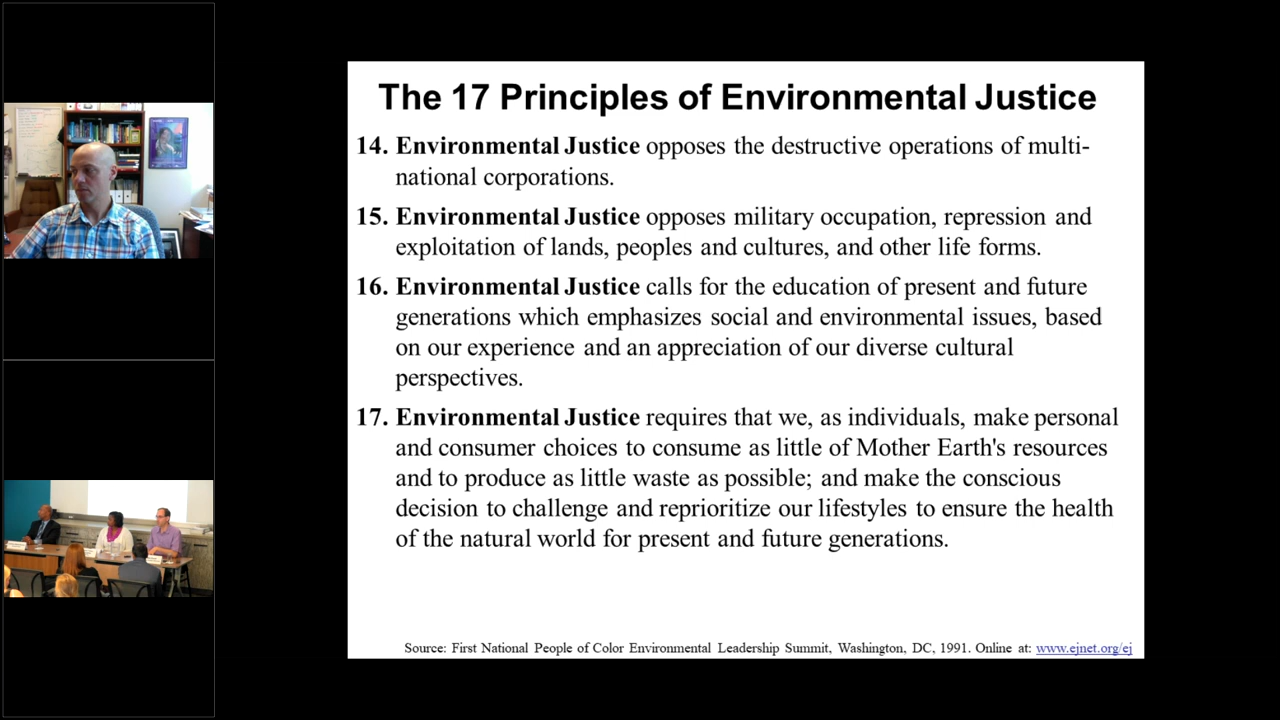 The 17 Principles of Environmental Justice
14. Environmental Justice opposes the destructive operations of multi-
national corporations.
15. Environmental Justice opposes military occupation, repression and
exploitation of lands, peoples and cultures, and other life forms.
16. Environmental Justice calls for the education of present and future
generations which emphasizes social and environmental issues, based
on our experience and an appreciation of our diverse cultural
perspectives.
17. Environmental Justice requires that we, as individuals, make personal
and consumer choices to consume as little of Mother Earth's resources
and to produce as little waste as possible; and make the conscious
decision to challenge and reprioritize our lifestyles to ensure the health
of the natural world for present and future generations.
Source: First National People of Color Environmental Leadership Summit, Washington, DC, 1991. Online at: www.ejnet.org/ej